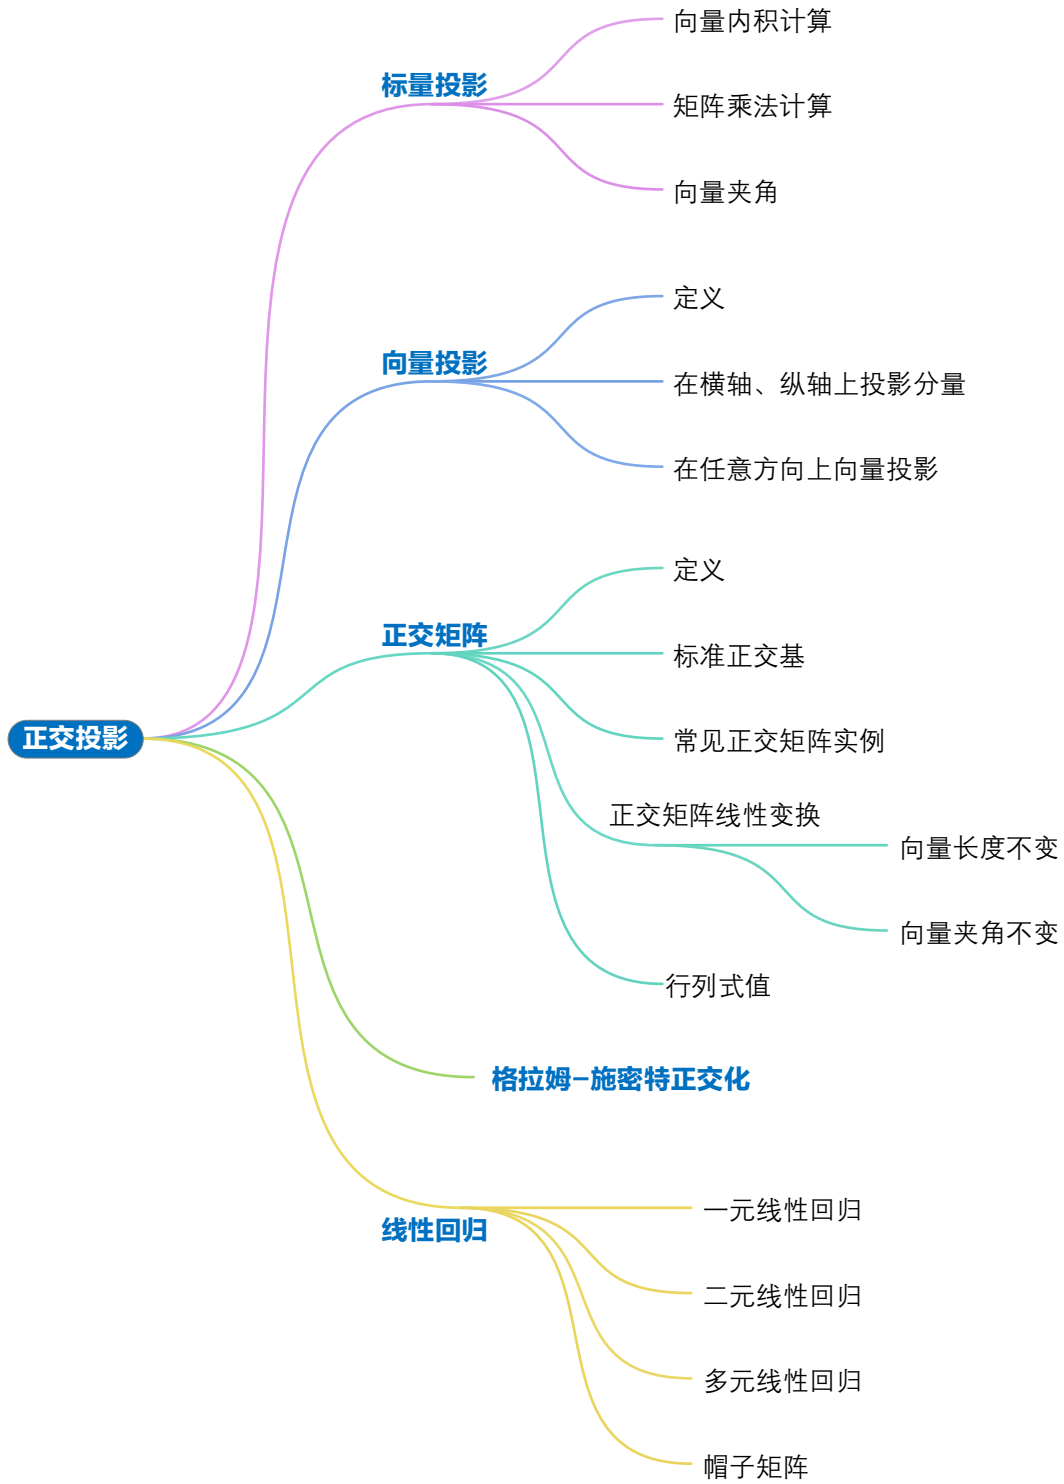 正交投影
标量投影
向量内积计算
矩阵乘法计算
向量夹角
向量投影
定义
在横轴、纵轴上投影分量
在任意方向上向量投影
正交矩阵
定义
标准正交基
常见正交矩阵实例
正交矩阵线性变换
向量长度不变
向量夹角不变
行列式值
格拉姆–施密特正交化
线性回归
一元线性回归
二元线性回归
多元线性回归
帽子矩阵